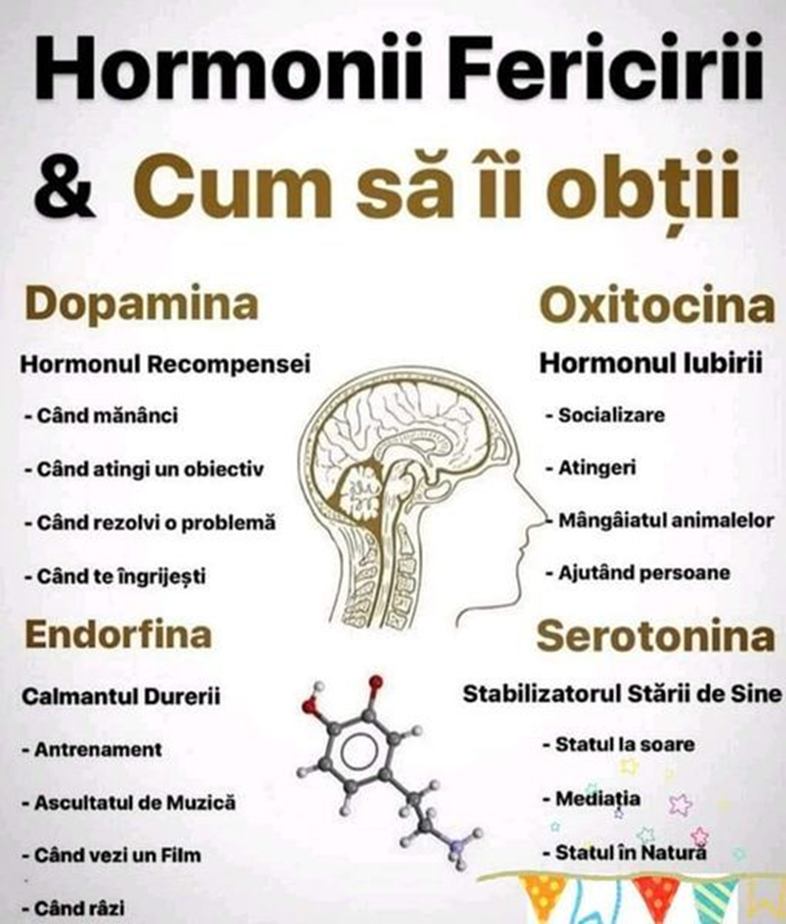 Hormonii Fericirii
& Cum să îi obții
Dopamina
Hormonul Recompensei
- Când mănânci
- Când atingi un obiectiv
- Când rezolvi o problemă
- Când te îngrijești
Oxitocina
Hormonul Iubirii
- Socializare
- Atingeri
- Mângâiatul animalelor
- Ajutând persoane
Endorfina
Calmantul Durerii
- Antrenament
- Ascultatul de Muzică
- Când vezi un Film
- Când râzi
Serotonina
Stabilizatorul Stării de Sine
- Statul la soare
- Mediația
- Statul în Natură